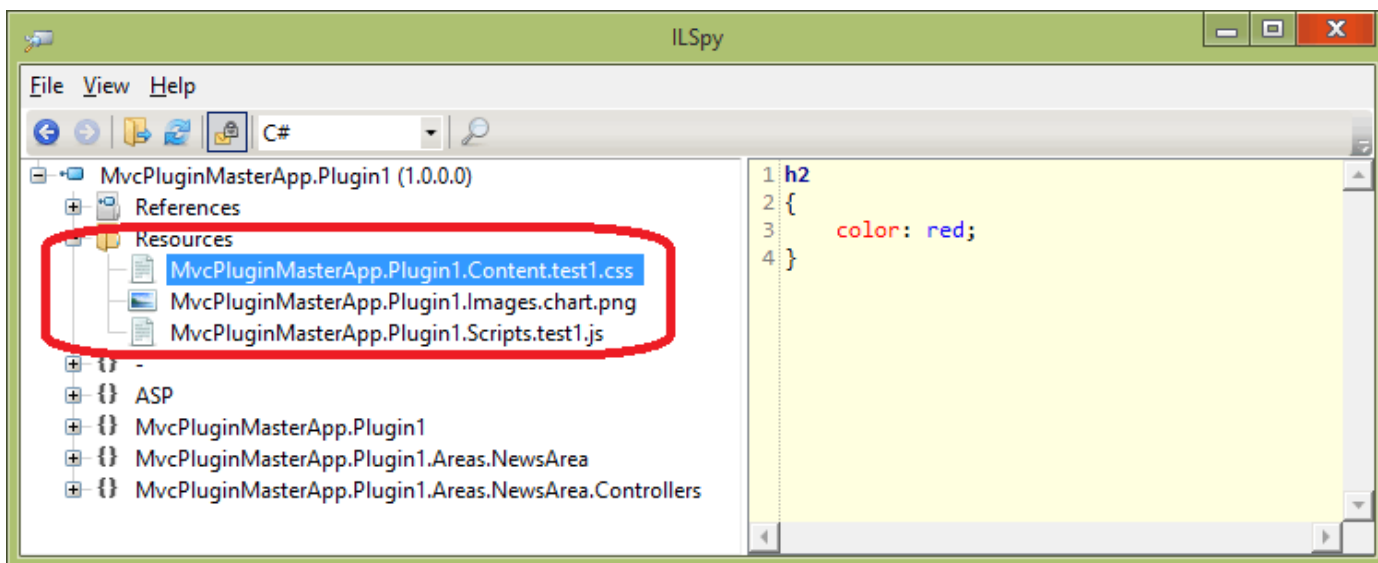 ILSpy
File View Help
C#
MvcPluginMasterApp.Plugin1 (1.0.0.0)
References
Resources
MvcPluginMasterApp.Plugin1.Content.test1.css
MvcPluginMasterApp.Plugin1.Images.chart.png
MvcPluginMasterApp.Plugin1.Scripts.test1.js
{} -
{} ASP
{} MvcPluginMasterApp.Plugin1
{} MvcPluginMasterApp.Plugin1.Areas.NewsArea
{} MvcPluginMasterApp.Plugin1.Areas.NewsArea.Controllers
1 h2
2 {
3 color: red;
4 }